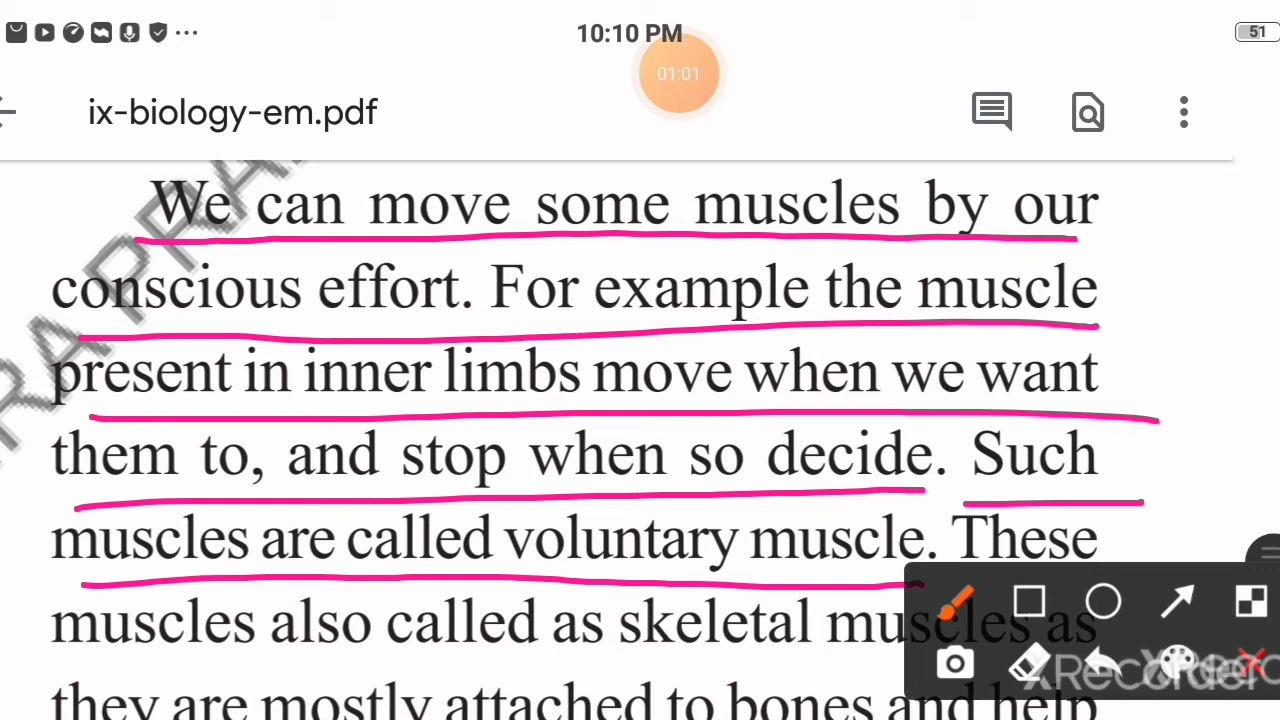 10:10 PM
51
01:01
ix-biology-em.pdf
We can move some muscles by our
conscious effort. For example the muscle
present in inner limbs move when we want
them to, and stop when so decide. Such
muscles are called voluntary muscle. These
muscles also called as skeletal muscles as
they are mostly attached to bones and help
XRecorder